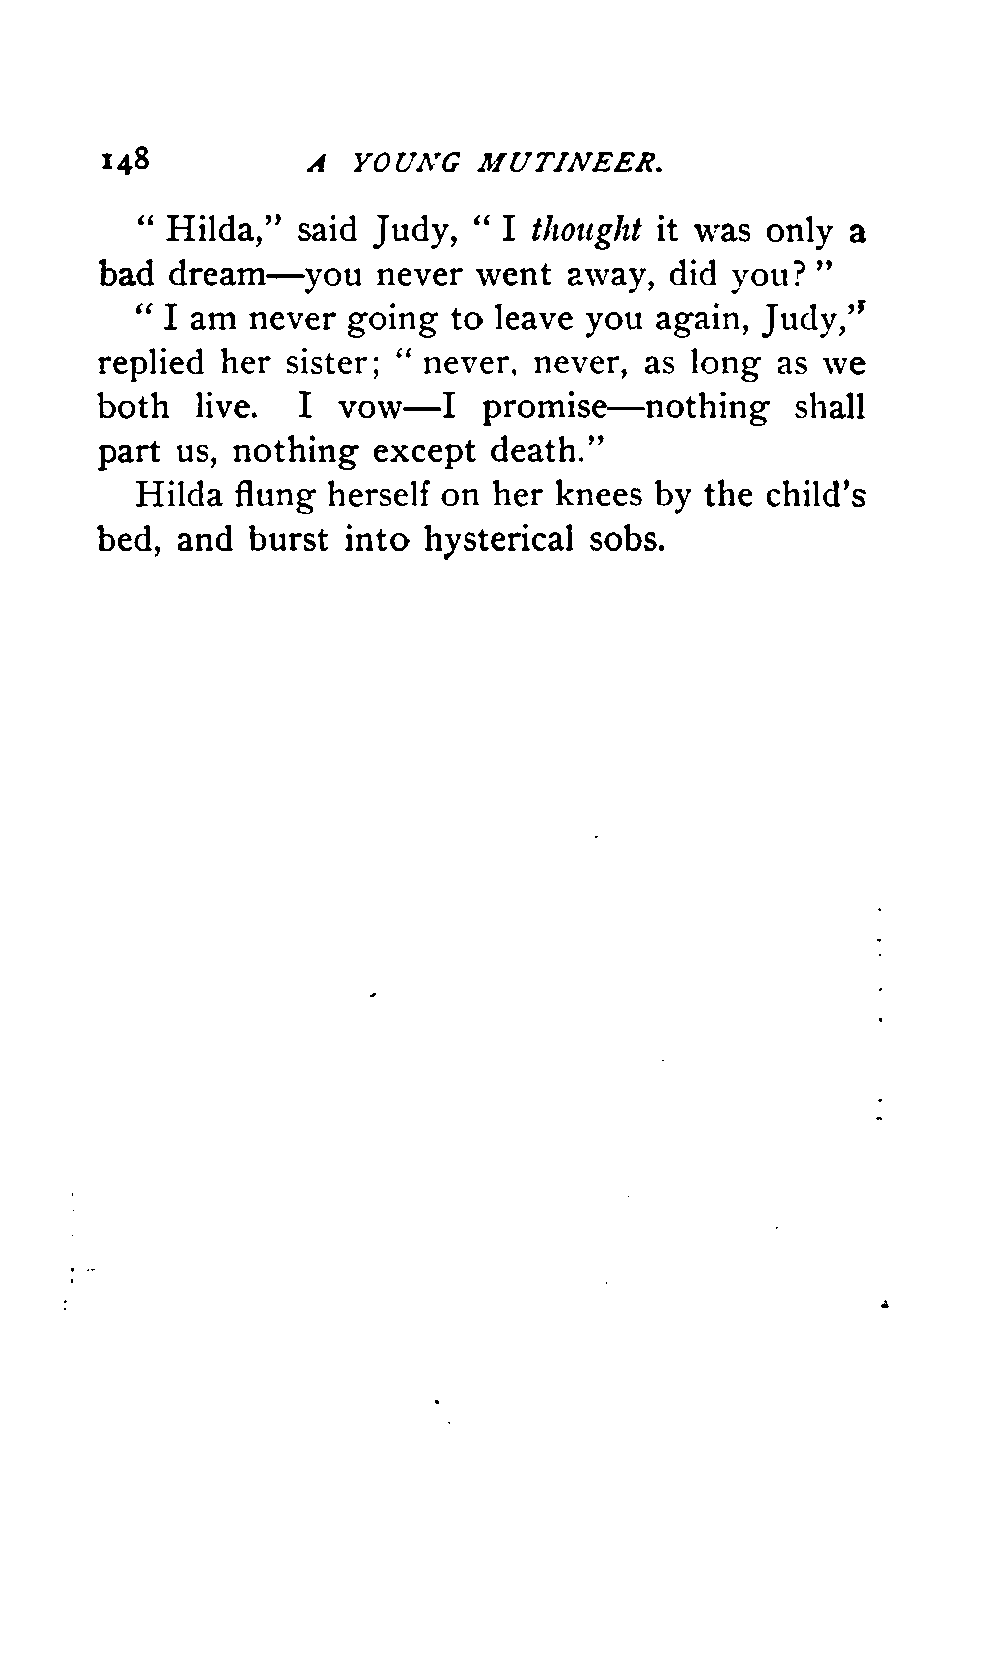 148 A YOUNG MUTINEER.
“ Hilda,” said Judy, “ I thought it was only a
bad dream—you never went away, did you? ”
“ I am never going to leave you again, Judy,”
replied her sister; “ never, never, as long as we
both live. I vow—I promise—nothing shall
part us, nothing except death.”
Hilda flung herself on her knees by the child’s
bed, and burst into hysterical sobs.